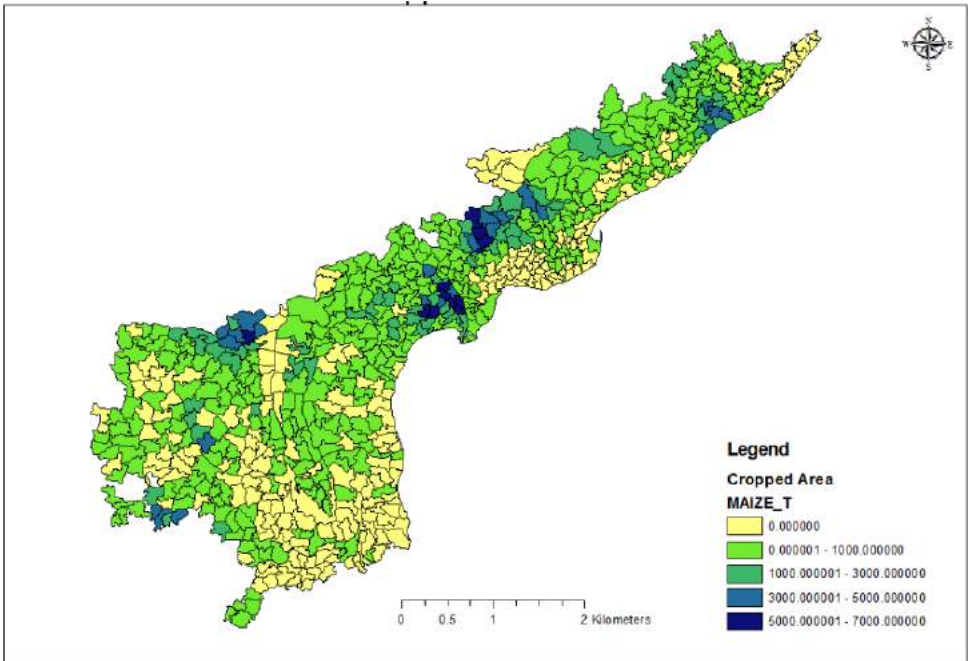 N
W E
S
Legend
Cropped Area
MAIZE_T
0.000000
0.000001 - 1000.000000
1000.000001 - 3000.000000
3000.000001 - 5000.000000
5000.000001 - 7000.000000
0 0.5 1 2 Kilometers